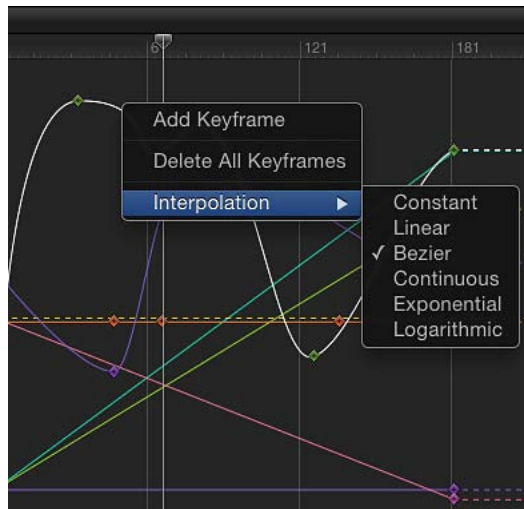 6
121
181
Add Keyframe
Delete All Keyframes
Interpolation
Constant
Linear
✓ Bezier
Continuous
Exponential
Logarithmic